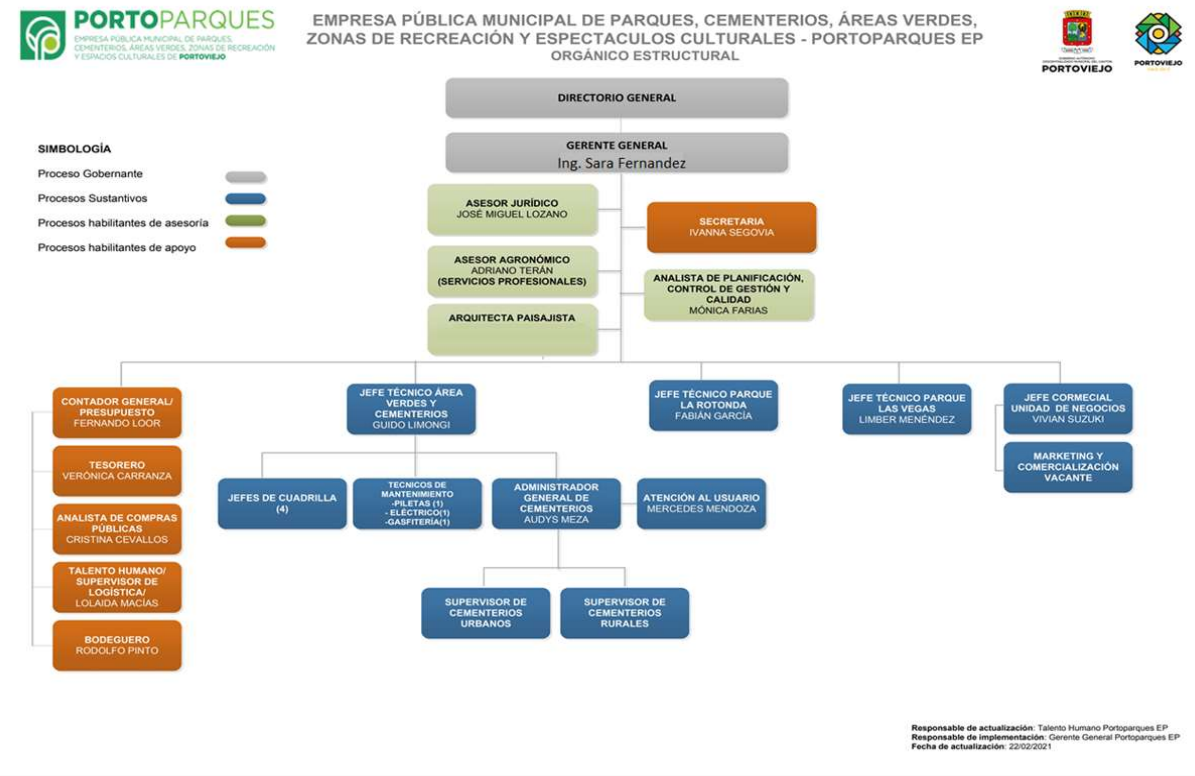 PORTOPARQUES
EMPRESA PÚBLICA MUNICIPAL DE PARQUES,
CEMENTERIOS, ÁREAS VERDES, ZONAS DE RECREACIÓN
Y ESPACIOS CULTURALES DE PORTOVIEJO
EMPRESA PÚBLICA MUNICIPAL DE PARQUES, CEMENTERIOS, ÁREAS VERDES,
ZONAS DE RECREACIÓN Y ESPECTACULOS CULTURALES - PORTOPARQUES EP
ORGÁNICO ESTRUCTURAL
PORTOVIEJO
PORTOVIEJO
DIRECTORIO GENERAL
GERENTE GENERAL
Ing. Sara Fernandez
SIMBOLOGÍA
Proceso Gobernante
Procesos Sustantivos
Procesos habilitantes de asesoría
Procesos habilitantes de apoyo
ASESOR JURÍDICO
JOSÉ MIGUEL LOZANO
SECRETARIA
IVANNA SEGOVIA
ASESOR AGRONÓMICO
ADRIANO TERÁN
(SERVICIOS PROFESIONALES)
ANALISTA DE PLANIFICACIÓN,
CONTROL DE GESTIÓN Y
CALIDAD
MÓNICA FARIAS
ARQUITECTA PAISAJISTA
CONTADOR GENERAL/
PRESUPUESTO
FERNANDO LOOR
TESORERO
VERÓNICA CARRANZA
ANALISTA DE COMPRAS
PÚBLICAS
CRISTINA CEVALLOS
TALENTO HUMANO/
SUPERVISOR DE
LOGÍSTICA/
LOLAIDA MACÍAS
BODEGUERO
RODOLFO PINTO
JEFE TÉCNICO ÁREA
VERDES Y
CEMENTERIOS
GUIDO LIMONGI
JEFES DE CUADRILLA
(4)
TECNICOS DE
MANTENIMIENTO
-PILETAS (1)
- ELÉCTRICO(1)
-GASFITERÍA(1)
ADMINISTRADOR
GENERAL DE
CEMENTERIOS
AUDYS MEZA
ATENCIÓN AL USUARIO
MERCEDES MENDOZA
SUPERVISOR DE
CEMENTERIOS
URBANOS
SUPERVISOR DE
CEMENTERIOS
RURALES
JEFE TÉCNICO PARQUE
LA ROTONDA
FABIÁN GARCÍA
JEFE TÉCNICO PARQUE
LAS VEGAS
LIMBER MENÉNDEZ
JEFE CORMECIAL
UNIDAD DE NEGOCIOS
VIVIAN SUZUKI
MARKETING Y
COMERCIALIZACIÓN
VACANTE
Responsable de actualización: Talento Humano Portoparques EP
Responsable de implementación: Gerente General Portoparques EP
Fecha de actualización: 22/02/2021